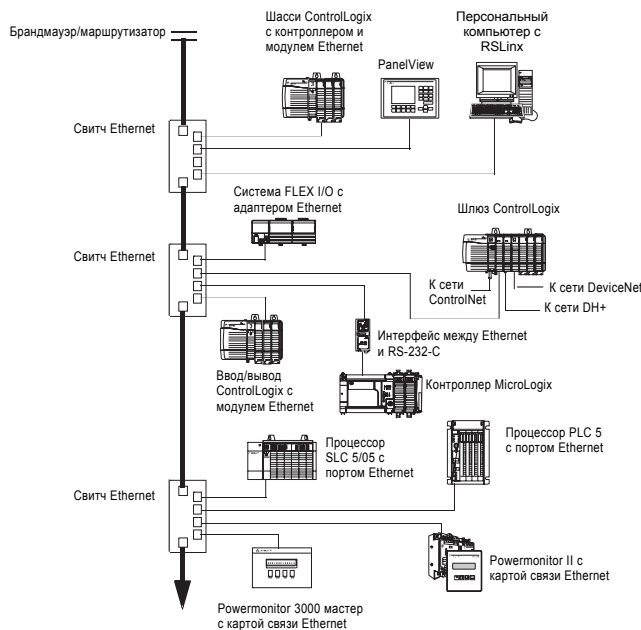 Брандмауэр/маршрутизатор
Шасси ControlLogix
с контроллером и
модулем Ethernet
PanelView
Персональный
компьютер с
RSLinx
Свитч Ethernet
Система FLEX I/O с
адаптером Ethernet
Шлюз ControlLogix
Свитч Ethernet
К сети
ControlNet
К сети DeviceNet
К сети DH+
Интерфейс между Ethernet
и RS-232-C
Ввод/вывод
ControlLogix с
модулем Ethernet
Контроллер MicroLogix
Процессор
SLC 5/05 с
портом Ethernet
Процессор PLC 5
с портом Ethernet
Свитч Ethernet
Powermonitor II с
картой связи Ethernet
Powermonitor 3000 мастер
с картой связи Ethernet